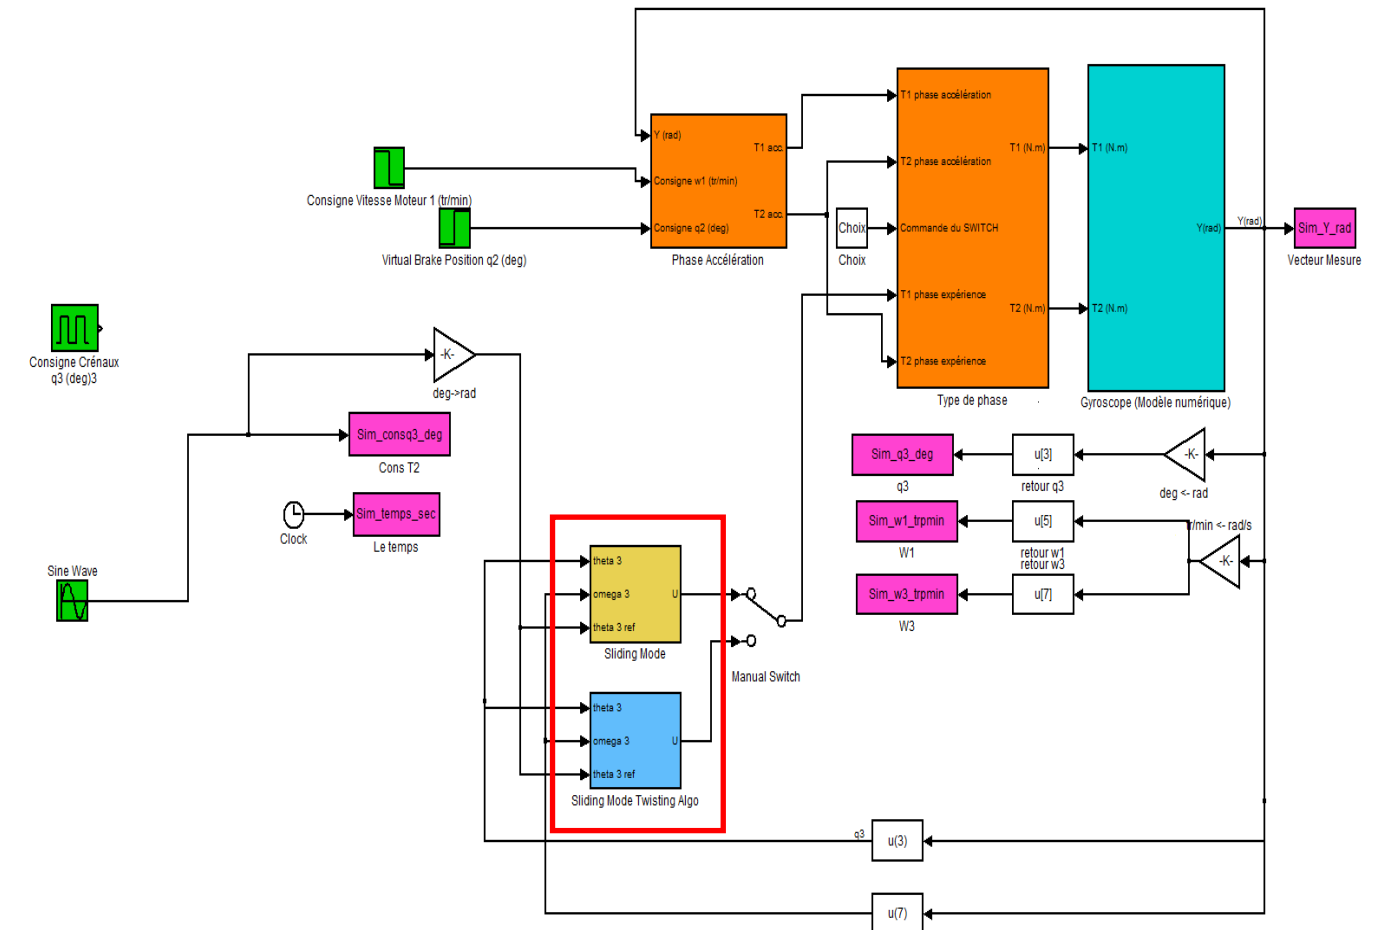 Y (rad)
T1 acc.
Consigne w1 (tr/min)
T2 acc.
Consigne q2 (deg)
Phase Accélération
Consigne Vitesse Moteur 1 (tr/min)
Virtual Brake Position q2 (deg)
Choix
Choix
T1 phase accélération
T1 (N.m)
T2 phase accélération
Commande du SWITCH
T1 phase expérience
T2 (N.m)
T2 phase expérience
Type de phase
T1 (N.m)
Y(rad)
T2 (N.m)
Gyroscope (Modèle numérique)
Y(rad)
Sim_Y_rad
Vecteur Mesure
Consigne Crénaux
q3 (deg)3
-K-
deg->rad
Sim_consq3_deg
Cons T2
Clock
Sim_temps_sec
Le temps
Sine Wave
Sim_q3_deg
q3
u[3]
retour q3
-K-
deg <- rad
Sim_w1_trpmin
W1
u[5]
retour w1
retour w3
tr/min <- rad/s
-K-
Sim_w3_trpmin
W3
u[7]
theta 3
omega 3
U
theta 3 ref
Sliding Mode
Manual Switch
theta 3
omega 3
U
theta 3 ref
Sliding Mode Twisting Algo
q3
u(3)
u(7)